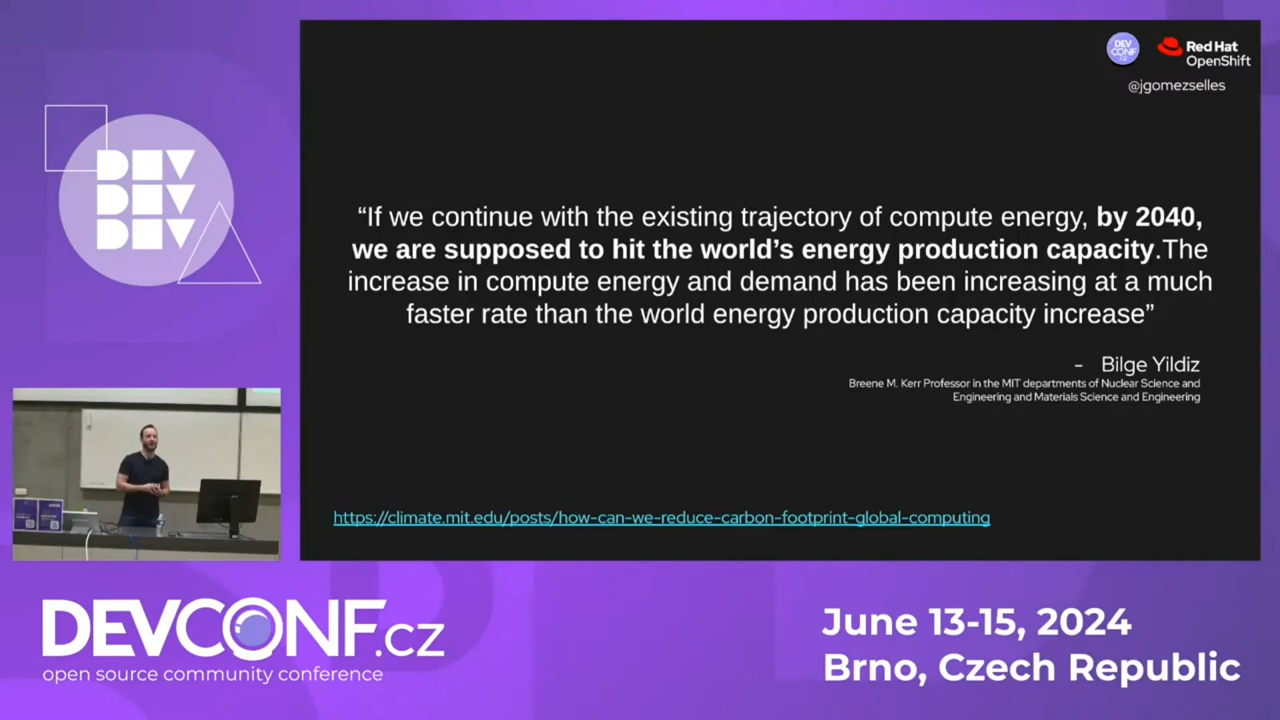 DEV
CONF
CZ
Red Hat
OpenShift
@jgomezselles
DEV
DEV
DEV
“If we continue with the existing trajectory of compute energy, by 2040,
we are supposed to hit the world’s energy production capacity.The
increase in compute energy and demand has been increasing at a much
faster rate than the world energy production capacity increase”
- Bilge Yildiz
Breene M. Kerr Professor in the MIT departments of Nuclear Science and
Engineering and Materials Science and Engineering
https://climate.mit.edu/posts/how-can-we-reduce-carbon-footprint-global-computing
DEVCONF.cz
open source community conference
June 13-15, 2024
Brno, Czech Republic